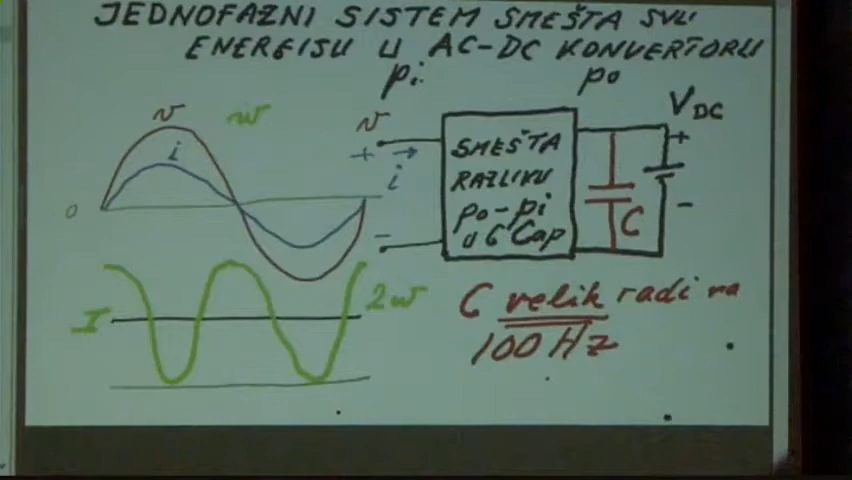 JEDNOFAZNI SISTEM SMEŠTA SVU
ENERGIJU U AC-DC KONVERTORU
pi
po
v
w
i
0
v
+
i
-
SMEŠTA
RAZLIKU
po-pi
u C Cap
VDC
+
C
-
I
2w
C velik radi na
100 Hz